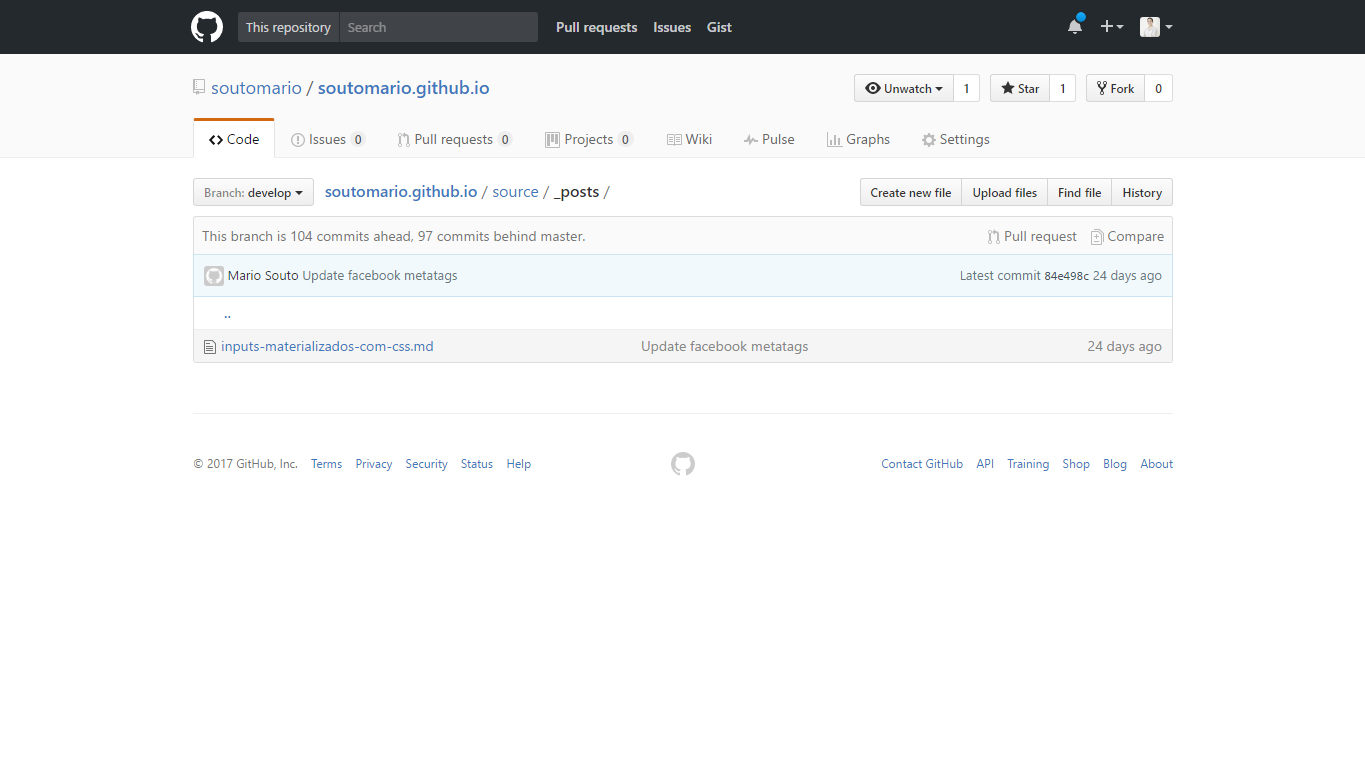 This repository Search Pull requests Issues Gist
soutomario / soutomario.github.io Unwatch 1 Star 1 Fork 0
Code Issues 0 Pull requests 0 Projects 0 Wiki Pulse Graphs Settings
Branch: develop soutomario.github.io / source / _posts / Create new file Upload files Find file History
This branch is 104 commits ahead, 97 commits behind master. Pull request Compare
Mario Souto Update facebook metatags Latest commit 84e498c 24 days ago
..
inputs-materializados-com-css.md Update facebook metatags 24 days ago
© 2017 GitHub, Inc. Terms Privacy Security Status Help Contact GitHub API Training Shop Blog About